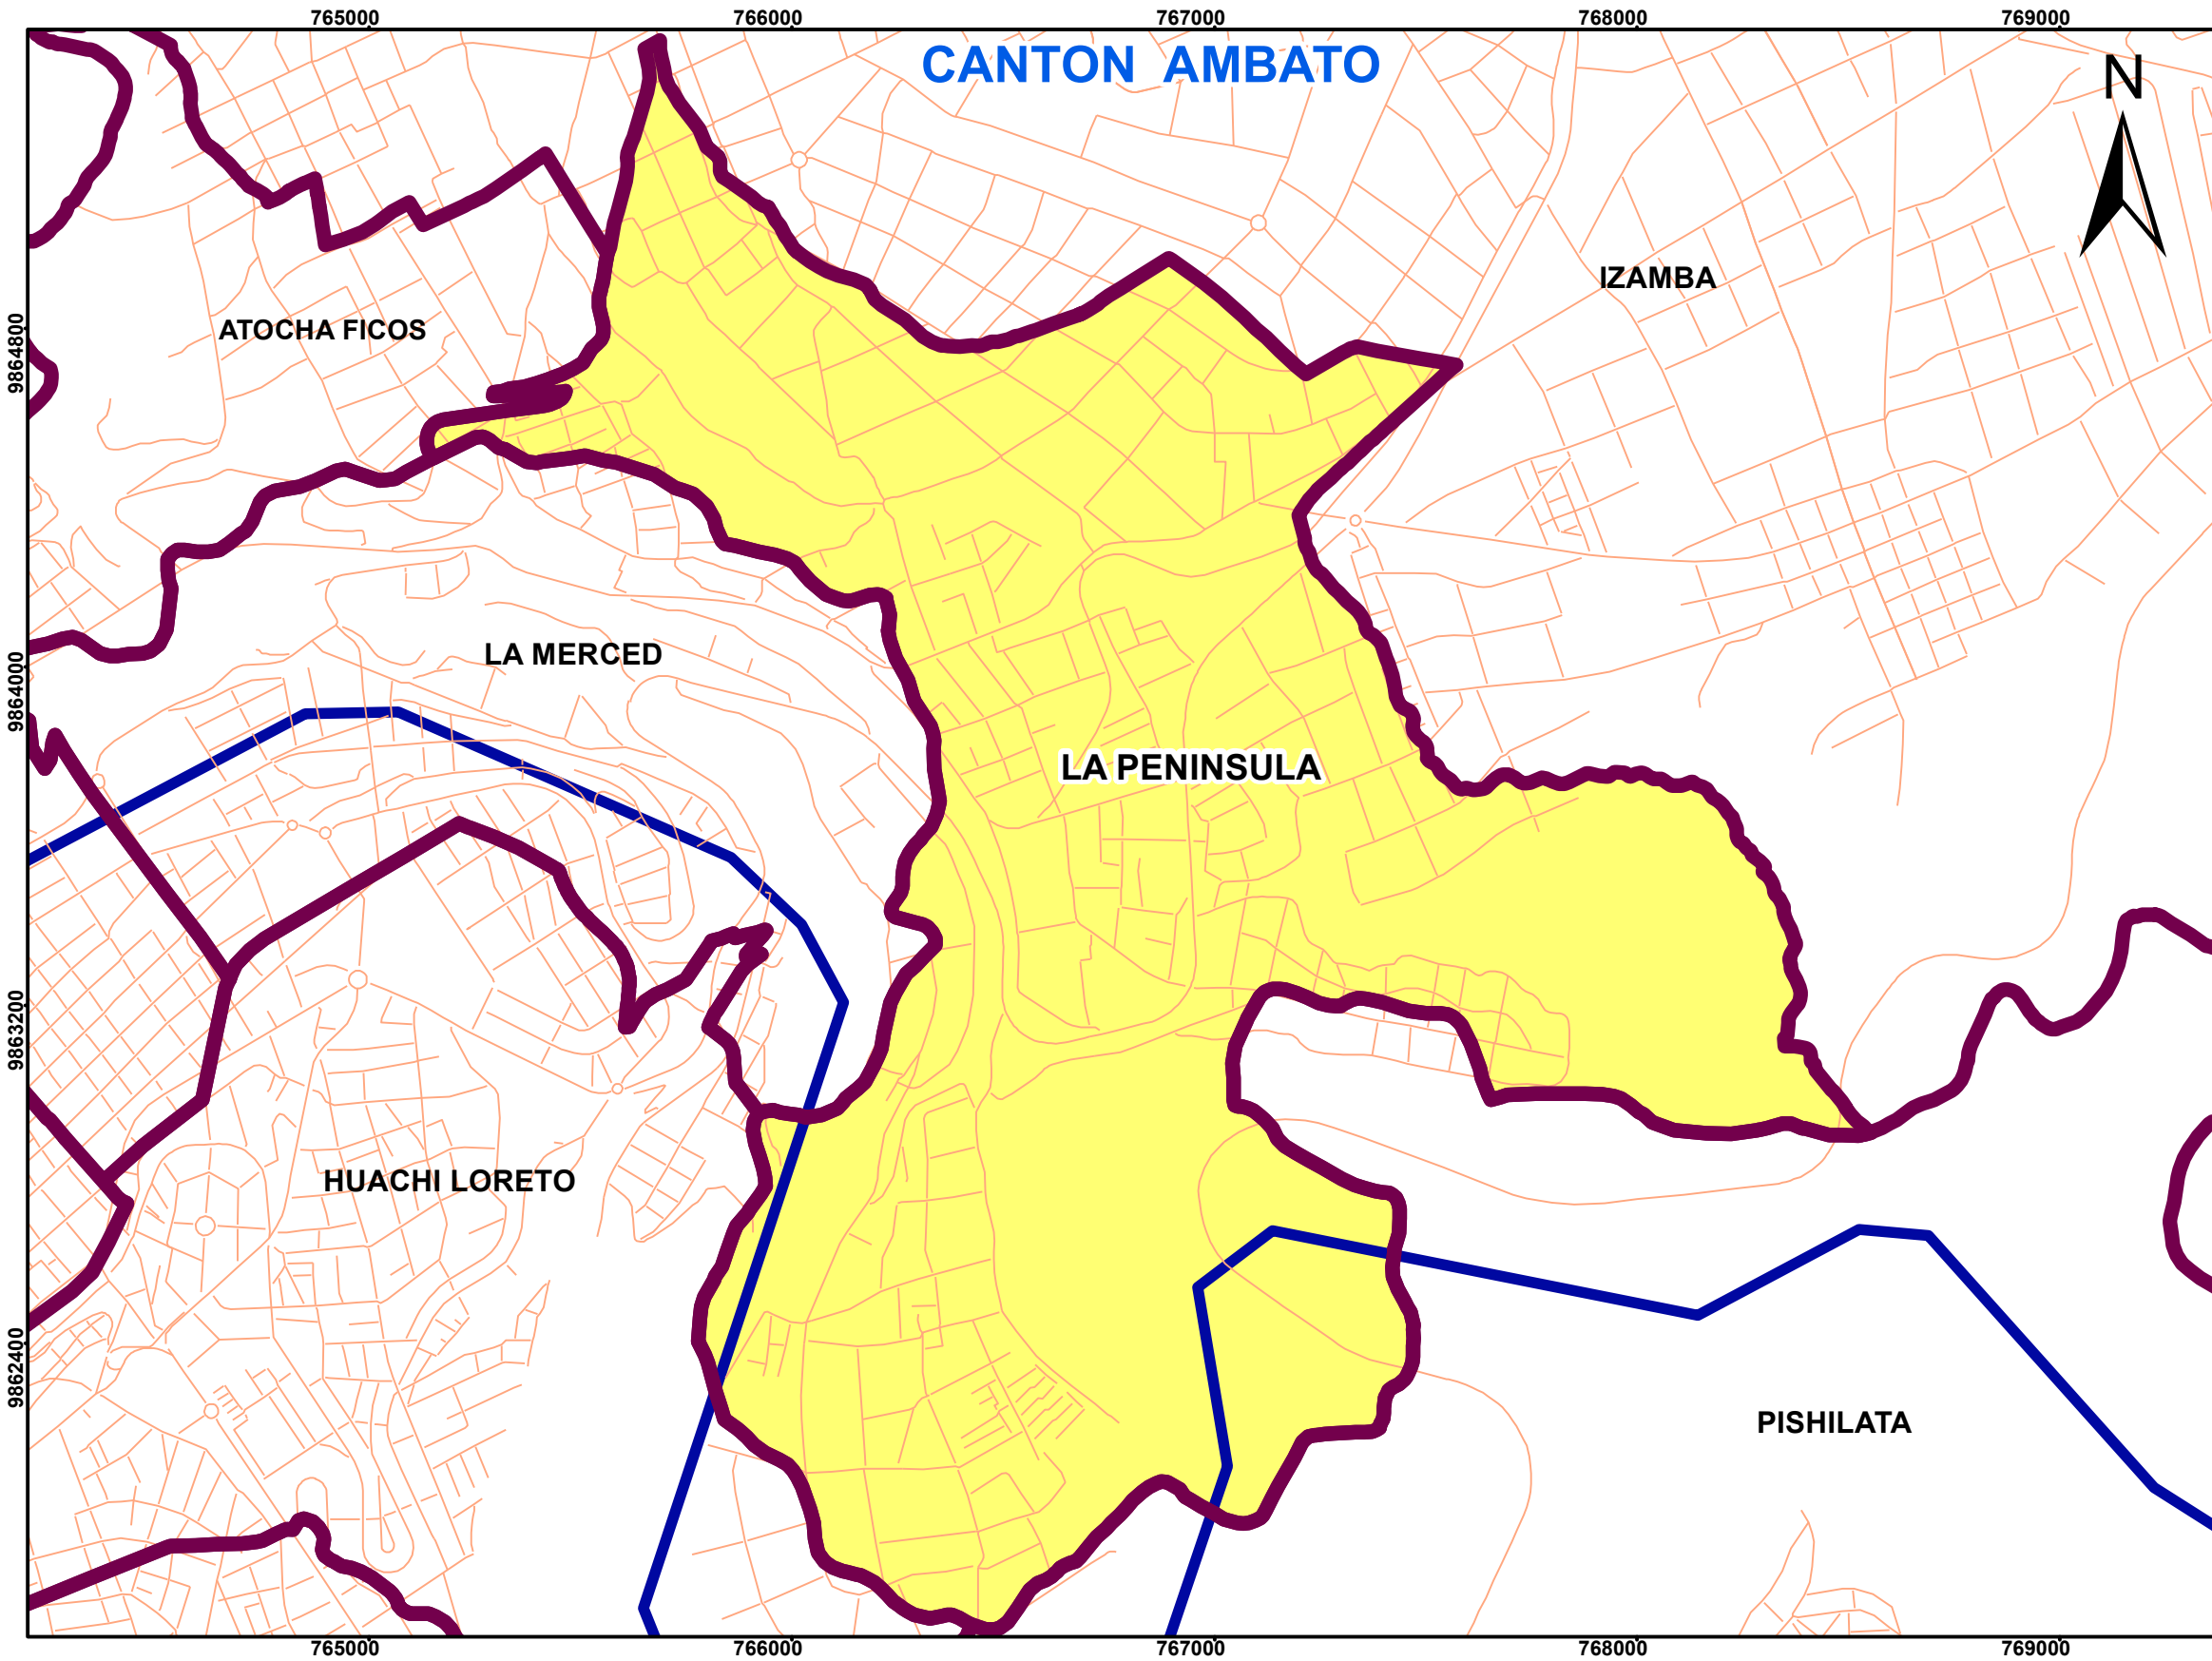 765000 766000 767000 768000 769000
CANTON AMBATO
N
IZAMBA
ATOCHA FICOS
9864800
LA MERCED
9864000
LA PENINSULA
9863200
HUACHI LORETO
9862400
PISHILATA
765000 766000 767000 768000 769000